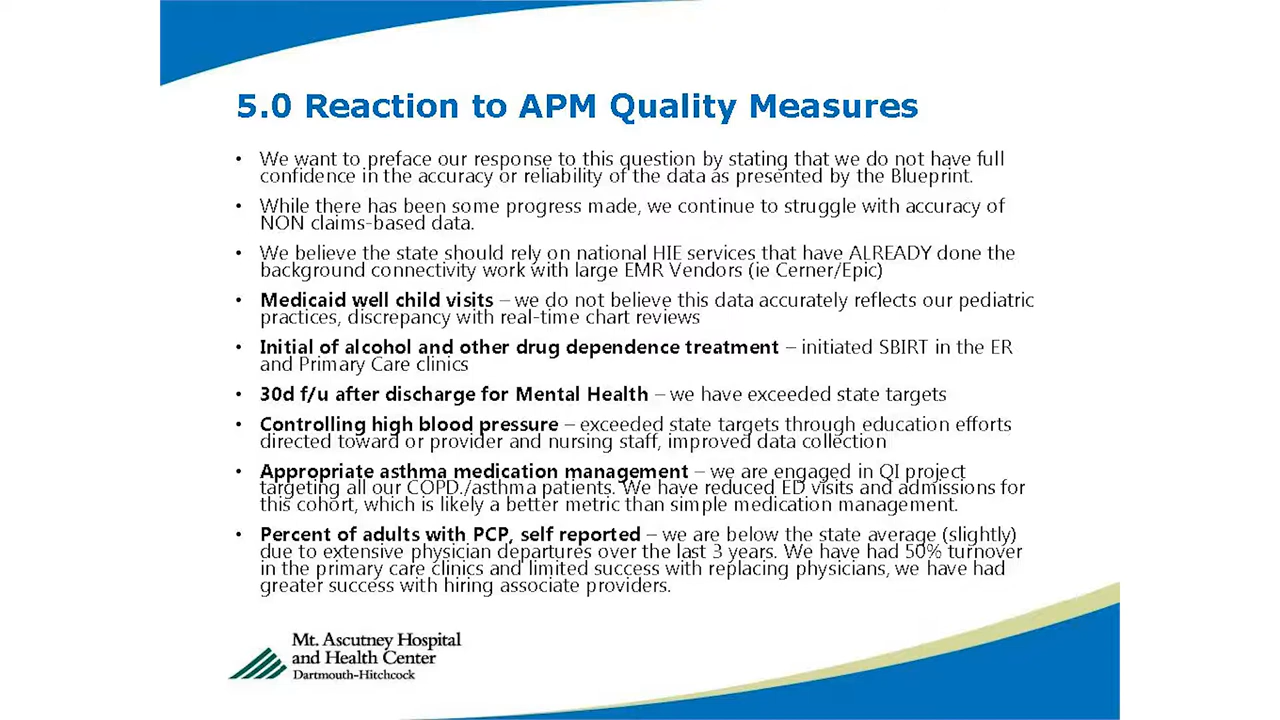 5.0 Reaction to APM Quality Measures
• We want to preface our response to this question by stating that we do not have full
confidence in the accuracy or reliability of the data as presented by the Blueprint.
• While there has been some progress made, we continue to struggle with accuracy of
NON claims-based data.
• We believe the state should rely on national HIE services that have ALREADY done the
background connectivity work with large EMR Vendors (ie Cerner/Epic)
• Medicaid well child visits – we do not believe this data accurately reflects our pediatric
practices, discrepancy with real-time chart reviews
• Initial of alcohol and other drug dependence treatment – initiated SBIRT in the ER
and Primary Care clinics
• 30d f/u after discharge for Mental Health – we have exceeded state targets
• Controlling high blood pressure – exceeded state targets through education efforts
directed toward or provider and nursing staff, improved data collection
• Appropriate asthma medication management – we are engaged in QI project
targeting all our COPD./asthma patients. We have reduced ED visits and admissions for
this cohort, which is likely a better metric than simple medication management.
• Percent of adults with PCP, self reported – we are below the state average (slightly)
due to extensive physician departures over the last 3 years. We have had 50% turnover
in the primary care clinics and limited success with replacing physicians, we have had
greater success with hiring associate providers.
Mt. Ascutney Hospital
and Health Center
Dartmouth-Hitchcock